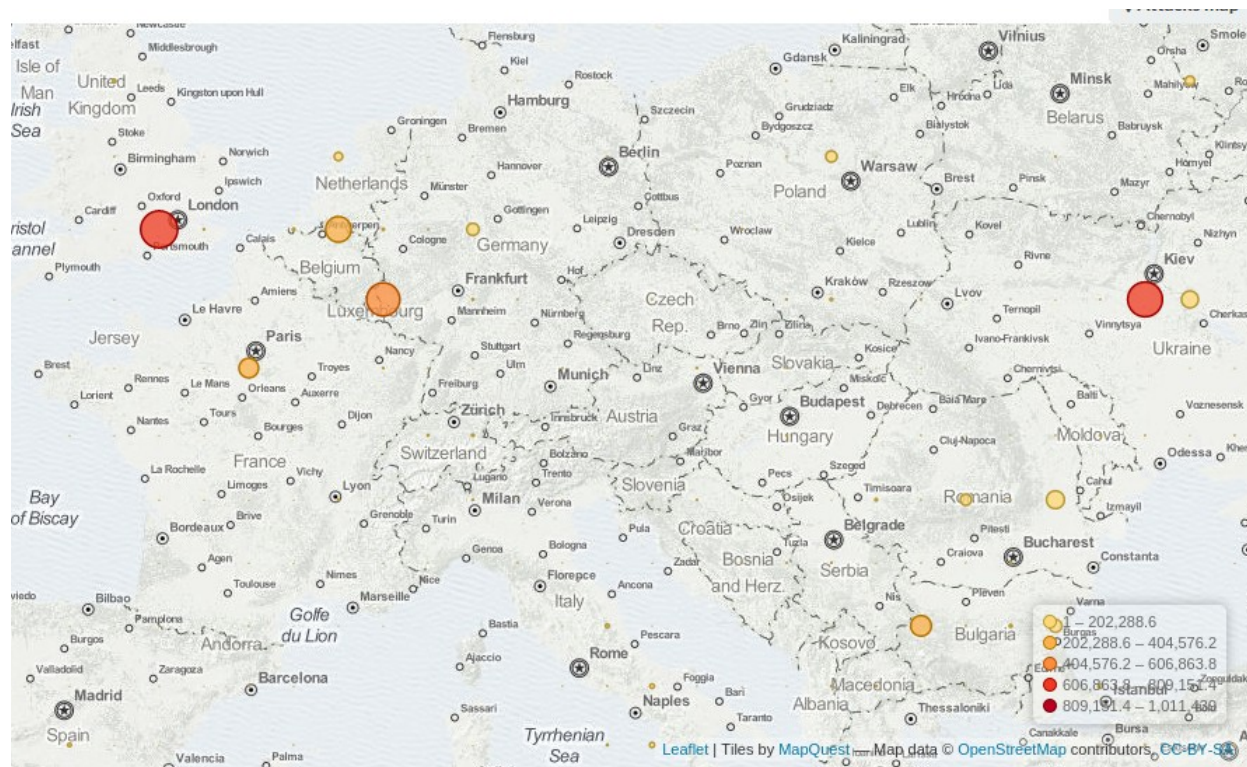 Attacks map
Newcastle
elfast
Middlesbrough
Isle of
Man
United
Kingdom
Leeds
Kingston upon Hull
Irish
Sea
Stoke
Birmingham
Norwich
Ipswich
Oxford
London
Cardiff
Plymouth
Calais
Flensburg
Kiel
Rostock
Hamburg
Groningen
Bremen
Szczecin
Berlin
Hannover
Netherlands
Münster
Cottbus
Gottingen
Leipzig
Dresden
Cologne
Germany
Belgium
Frankfurt
Hof
Gdansk
Kaliningrad
Vilnius
Smole
Orsha
Minsk
Elk
Hrodna
Lida
Mahilyow
Grudziadz
Bydgoszcz
Belarus
Bialystok
Babruysk
Klintsy
Homyel
Poznan
Warsaw
Poland
Brest
Pinsk
Mazyr
Lublin
Kovel
Chernobyl
Nizhyn
Wroclaw
Kielce
Rivne
Kiev
Kraków
Rzeszow
Lvov
Ternopil
Vinnytsya
Cherkas
Ukraine
Ivano-Frankivsk
Amiens
Le Havre
Luxembourg
Mannheim
Nürnberg
Regensburg
Czech
Rep.
Brno
Zlin
Zilina
Slovakia
Kosice
Miskolc
Chernivtsi
Jersey
Paris
Nancy
Stuttgart
Ulm
Munich
Linz
Vienna
Brest
Rennes
Le Mans
Orleans
Troyes
Auxerre
Freiburg
Lorient
Tours
Nantes
Bourges
Dijon
Zürich
Innsbruck
Austria
Graz
Gyor
Budapest
Debrecen
Baia Mare
Balti
Voznesensk
Hungary
Cluj-Napoca
Moldova
Odessa
Kher
France
Switzerland
Bolzano
Maribor
La Rochelle
Vichy
Limoges
Lyon
Lugano
Trento
Slovenia
Pecs
Szeged
Timisoara
Romania
Cahul
Izmayil
Bay
of Biscay
Milan
Verona
Osijek
Brive
Grenoble
Turin
Bordeaux
Pula
Croatia
Belgrade
Pitesti
Agen
Genoa
Bologna
Tuzla
Bosnia
and Herz.
Zadar
Serbia
Craiova
Bucharest
Constanta
Toulouse
Nimes
Nice
Marseille
Florepce
Ancona
Italy
Nis
Pleven
Varna
viedo
Bilbao
Pamplona
Golfe
du Lion
Bastia
Pescara
Kosovo
Bulgaria
Burgas
Burgos
Andorra
Valladolid
Zaragoza
Ajaccio
Rome
Foggia
Macedonia
Barcelona
Madrid
Sassari
Naples
Bari
Taranto
Albania
Thessaloniki
Istanbul
Spain
Valencia
Palma
Tyrrhenian
Sea
Canakkale
Bursa
1 – 202,288.6
202,288.6 – 404,576.2
404,576.2 – 606,863.8
606,863.8 – 809,151.4
809,151.4 – 1,011,439
Leaflet | Tiles by MapQuest — Map data © OpenStreetMap contributors, CC-BY-SA